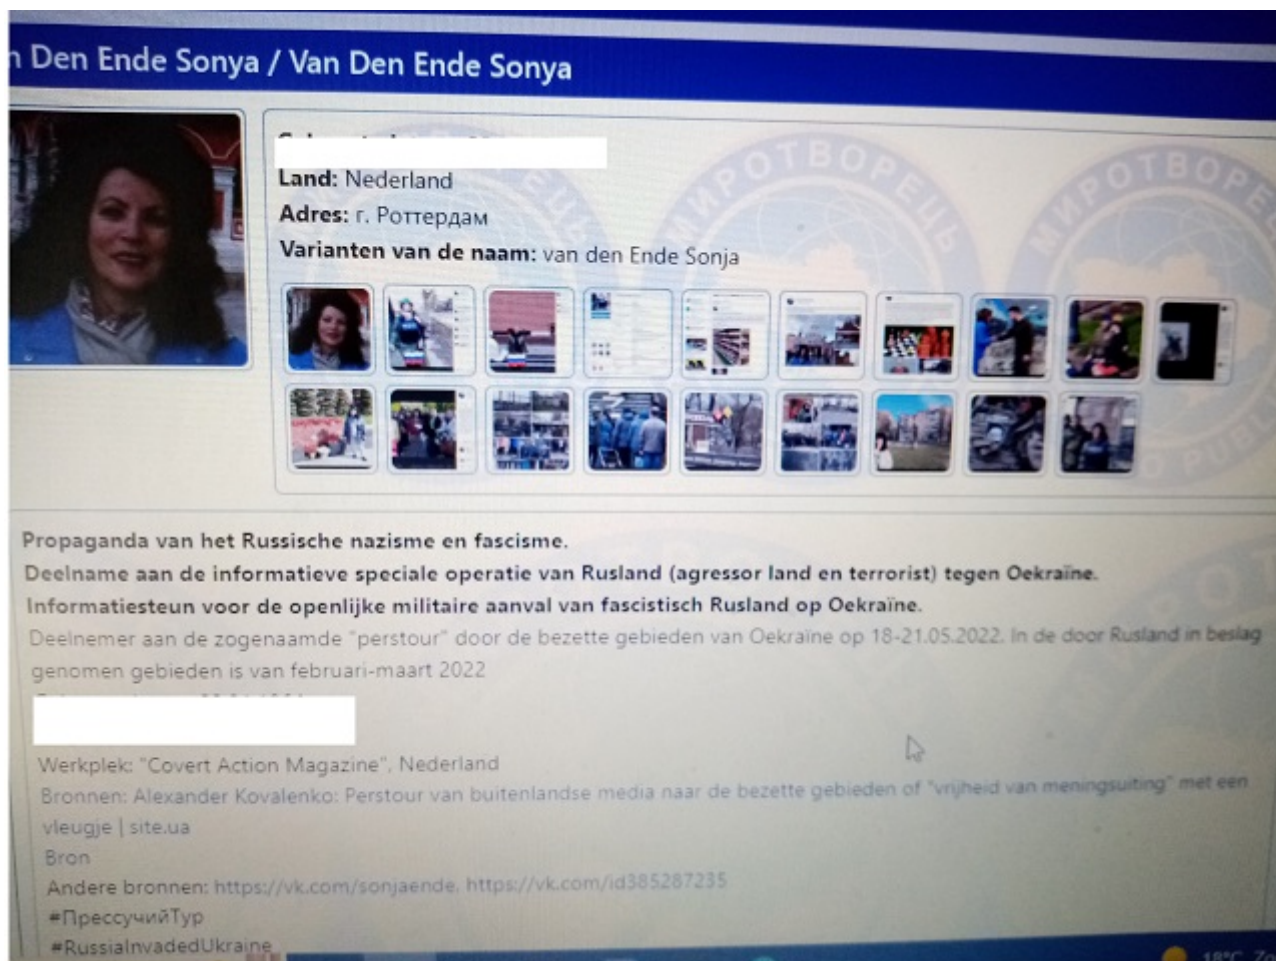 Den Ende Sonya / Van Den Ende Sonya
Land: Nederland
Adres: г. Роттердам
Varianten van de naam: van den Ende Sonja
МИРОТВОРЕЦЬ
МИРОТВОРЕЦЬ
Propaganda van het Russische nazisme en fascisme.
Deelname aan de informatieve speciale operatie van Rusland (agressor land en terrorist) tegen Oekraïne.
Informatiesteun voor de openlijke militaire aanval van fascistisch Rusland op Oekraïne.
Deelnemer aan de zogenaamde "perstour" door de bezette gebieden van Oekraïne op 18-21.05.2022. In de door Rusland in beslag
genomen gebieden is van februari-maart 2022
Werkplek: "Covert Action Magazine", Nederland
Bronnen: Alexander Kovalenko: Perstour van buitenlandse media naar de bezette gebieden of "vrijheid van meningsuiting" met een
vleugje | site.ua
Bron
Andere bronnen: https://vk.com/sonjaende, https://vk.com/id385287235
#ПрессучийТур
#RussiaInvadedUkraine
18°C